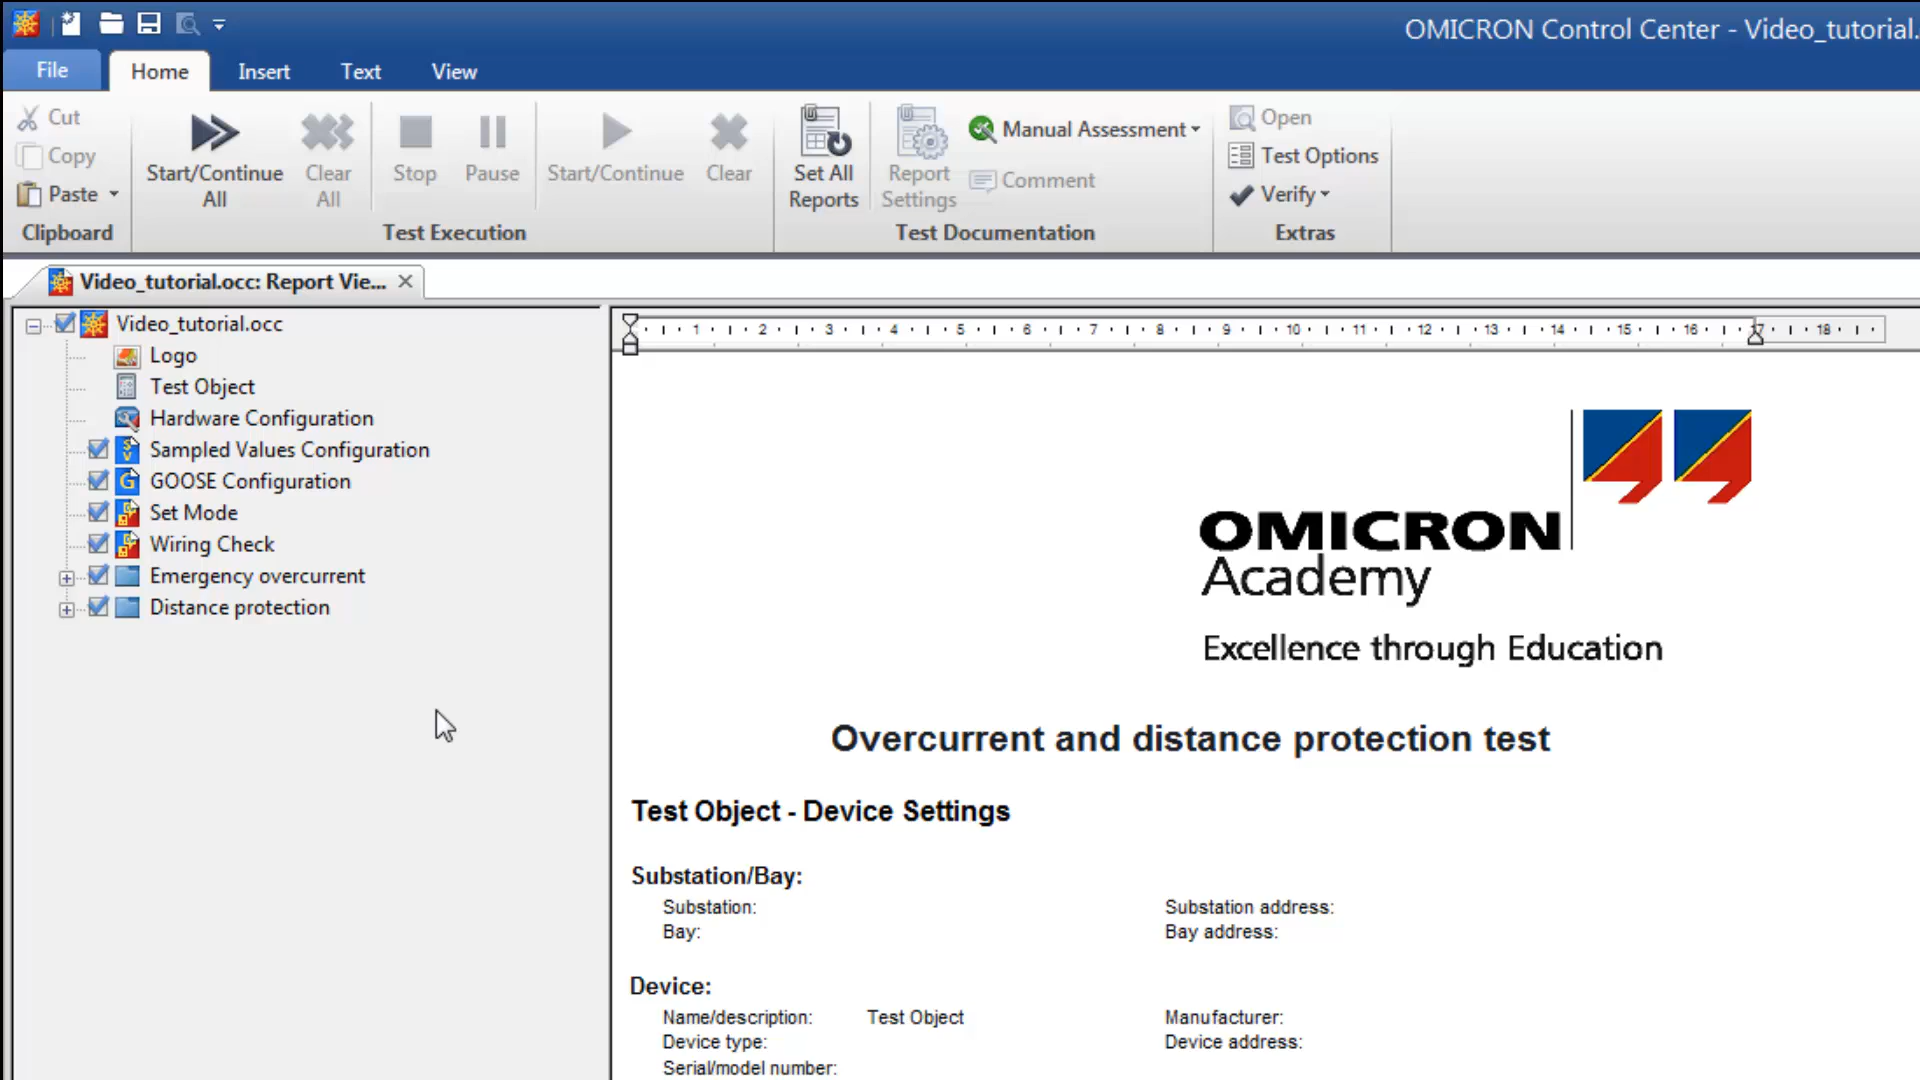 OMICRON Control Center - Video_tutorial.
File Home Insert Text View
Cut
Copy
Paste
Clipboard
Start/Continue All
Clear All
Stop
Pause
Start/Continue
Clear
Test Execution
Set All Reports
Report Settings
Manual Assessment
Comment
Test Documentation
Open
Test Options
Verify
Extras
Video_tutorial.occ: Report Vie...
Video_tutorial.occ
Logo
Test Object
Hardware Configuration
Sampled Values Configuration
GOOSE Configuration
Set Mode
Wiring Check
Emergency overcurrent
Distance protection
1 2 3 4 5 6 7 8 9 10 11 12 13 14 15 16 17 18
OMICRON
Academy
Excellence through Education
Overcurrent and distance protection test
Test Object - Device Settings
Substation/Bay:
Substation: Substation address:
Bay: Bay address:
Device:
Name/description: Test Object Manufacturer:
Device type: Device address:
Serial/model number: